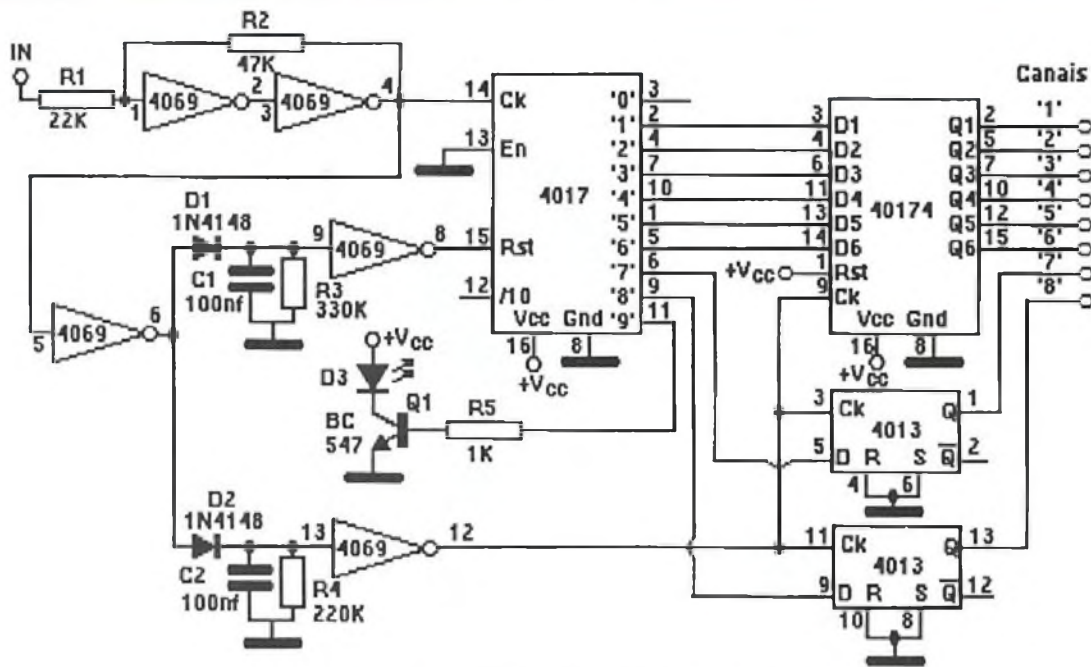 R2
47K
IN
R1
22K
1
4069
2
3
4069
4
14
Ck
13
En
4017
15
Rst
12
/10
Vcc
Gnd
16
8
+Vcc
'0'
3
'1'
2
'2'
4
'3'
7
'4'
10
'5'
1
'6'
5
'7'
6
'8'
9
'9'
11
3
D1
4
D2
6
D3
11
D4
13
D5
14
D6
+Vcc
1
Rst
9
Ck
40174
Vcc
Gnd
16
8
+Vcc
Q1
2
Q2
5
Q3
7
Q4
10
Q5
12
Q6
15
Canais
'1'
'2'
'3'
'4'
'5'
'6'
'7'
'8'
D1
1N4148
C1
100nf
R3
330K
9
4069
8
5
4069
6
+Vcc
D3
Q1
BC
547
R5
1K
D2
1N4148
C2
100nf
R4
220K
13
4069
12
3
Ck
Q
1
4013
5
D
R
S
Q
2
4
6
11
Ck
Q
13
4013
9
D
R
S
Q
12
10
8